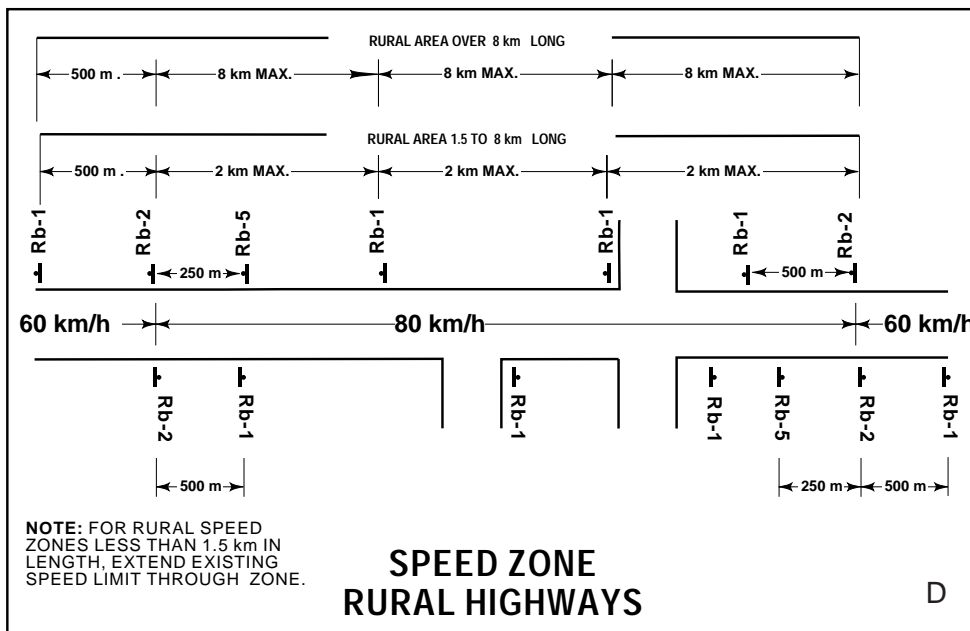 RURAL AREA OVER 8 km LONG
500 m . 8 km MAX. 8 km MAX. 8 km MAX.
RURAL AREA 1.5 TO 8 km LONG
500 m . 2 km MAX. 2 km MAX. 2 km MAX.
Rb-1 Rb-2 Rb-5 Rb-1 Rb-1 Rb-1 Rb-2
250 m 500 m
60 km/h 80 km/h 60 km/h
Rb-2 Rb-1 Rb-1 Rb-1 Rb-5 Rb-2 Rb-1
500 m 250 m 500 m
NOTE: FOR RURAL SPEED
ZONES LESS THAN 1.5 km IN
LENGTH, EXTEND EXISTING
SPEED LIMIT THROUGH ZONE.
SPEED ZONE
RURAL HIGHWAYS
D